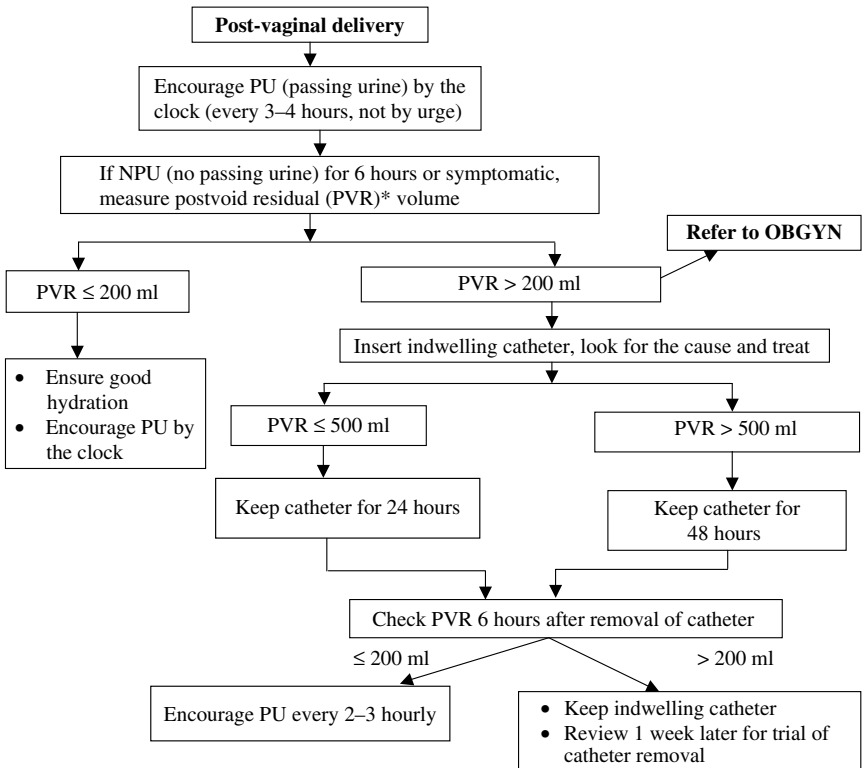 Post-vaginal delivery
Encourage PU (passing urine) by the
clock (every 3–4 hours, not by urge)
If NPU (no passing urine) for 6 hours or symptomatic,
measure postvoid residual (PVR)* volume
Refer to OBGYN
PVR ≤ 200 ml
PVR > 200 ml
Insert indwelling catheter, look for the cause and treat
• Ensure good
hydration
• Encourage PU by
the clock
PVR ≤ 500 ml
PVR > 500 ml
Keep catheter for 24 hours
Keep catheter for
48 hours
Check PVR 6 hours after removal of catheter
≤ 200 ml
> 200 ml
Encourage PU every 2–3 hourly
• Keep indwelling catheter
• Review 1 week later for trial of
catheter removal